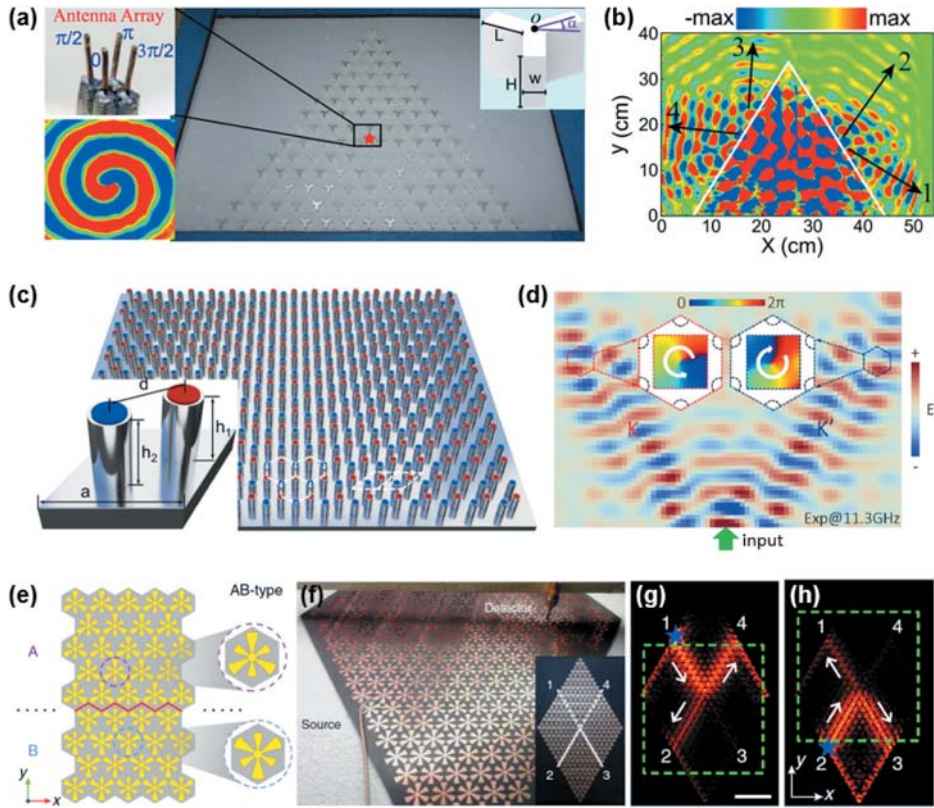 (a)
Antenna Array
π/2
0
π
3π/2
L
O
α
H
w
(b)
-max
max
y (cm)
40
30
20
10
0
0 10 20 30 40 50
X (cm)
1
2
3
4
(c)
d
h₂
h₁
a
(d)
0
2π
K
K'
+
E
-
Exp@11.3GHz
input
(e)
AB-type
A
B
y
x
(f)
Detector
Source
1
4
2
3
(g)
1
4
2
3
(h)
1
4
2
3
y
x